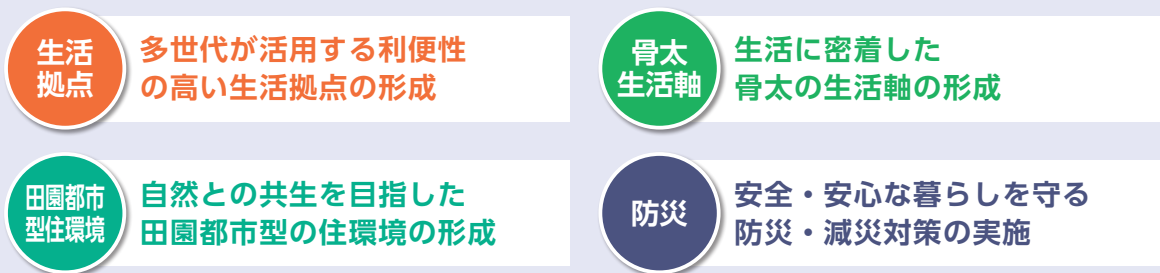 生活
拠点
多世代が活用する利便性
の高い生活拠点の形成
骨太
生活軸
生活に密着した
骨太の生活軸の形成
田園都市
型住環境
自然との共生を目指した
田園都市型の住環境の形成
防災
安全・安心な暮らしを守る
防災・減災対策の実施